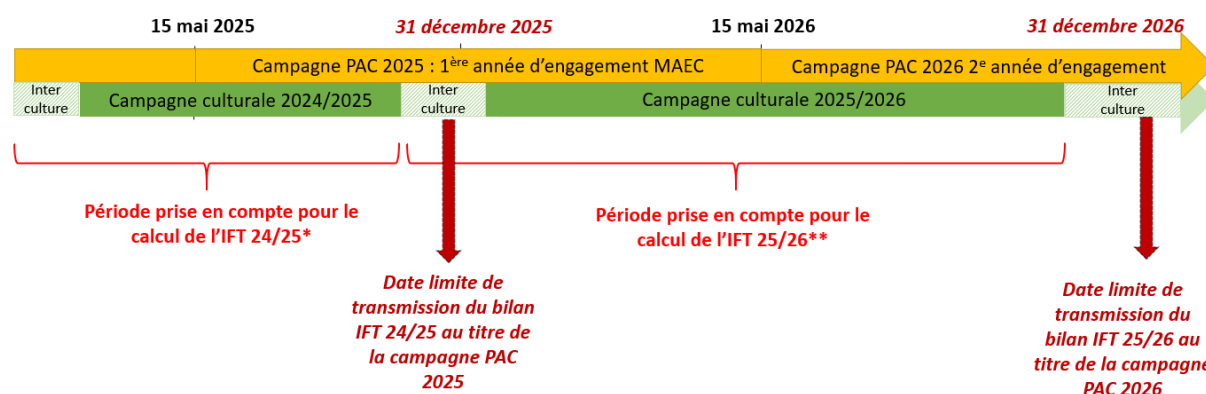 15 mai 2025
31 décembre 2025
15 mai 2026
31 décembre 2026
Campagne PAC 2025 : 1ère année d'engagement MAEC
Campagne PAC 2026 2e année d'engagement
Inter
culture
Campagne culturale 2024/2025
Inter
culture
Campagne culturale 2025/2026
Inter
culture
Période prise en compte pour le
calcul de l'IFT 24/25*
Période prise en compte pour le
calcul de l'IFT 25/26**
Date limite de
transmission du bilan
IFT 24/25 au titre de
la campagne PAC
2025
Date limite de
transmission du
bilan IFT 25/26 au
titre de la campagne
PAC 2026